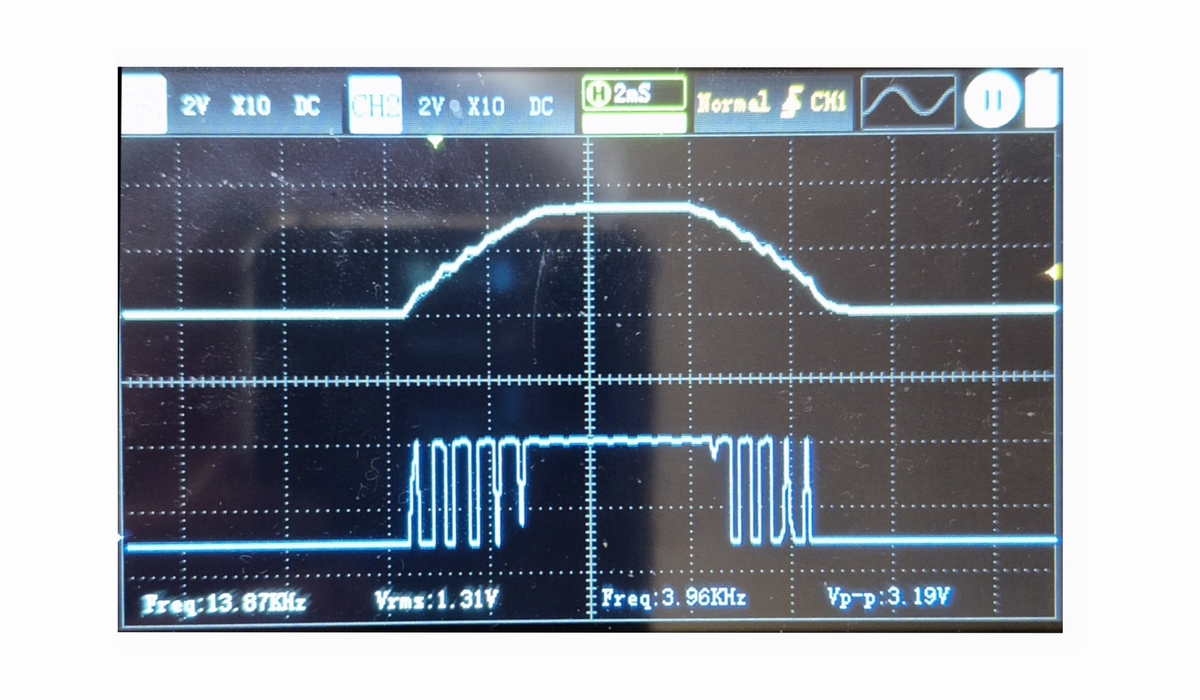 2V X10 DC CH2 2V X10 DC H 2mS Normal CH1
Freq:13.87KHz Vrms:1.31V Freq:3.96KHz Vp-p:3.19V